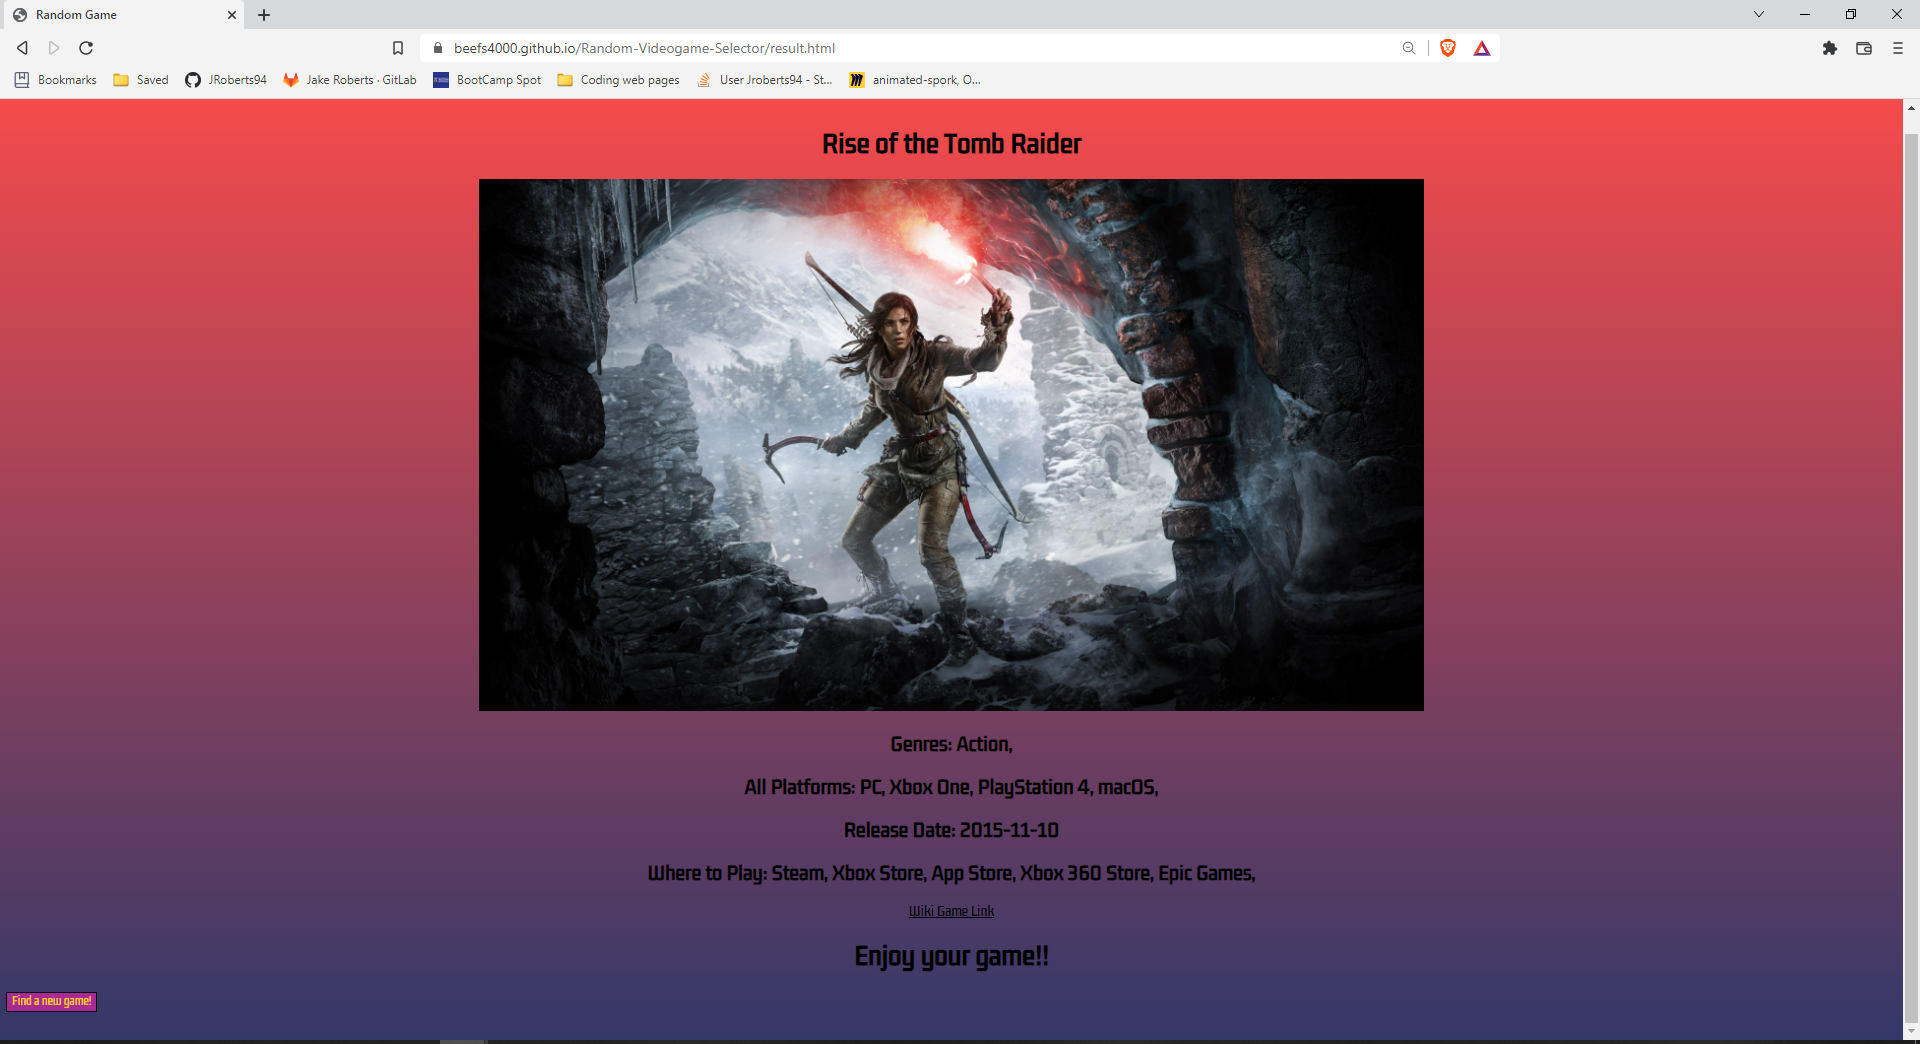 Random Game
beefs4000.github.io/Random-Videogame-Selector/result.html
Bookmarks Saved JRoberts94 Jake Roberts · GitLab BootCamp Spot Coding web pages User Jroberts94 - St... animated-spork, O...
Rise of the Tomb Raider
Genres: Action,
All Platforms: PC, Xbox One, PlayStation 4, macOS,
Release Date: 2015-11-10
Where to Play: Steam, Xbox Store, App Store, Xbox 360 Store, Epic Games,
Wiki Game Link
Enjoy your game!!
Find a new game!